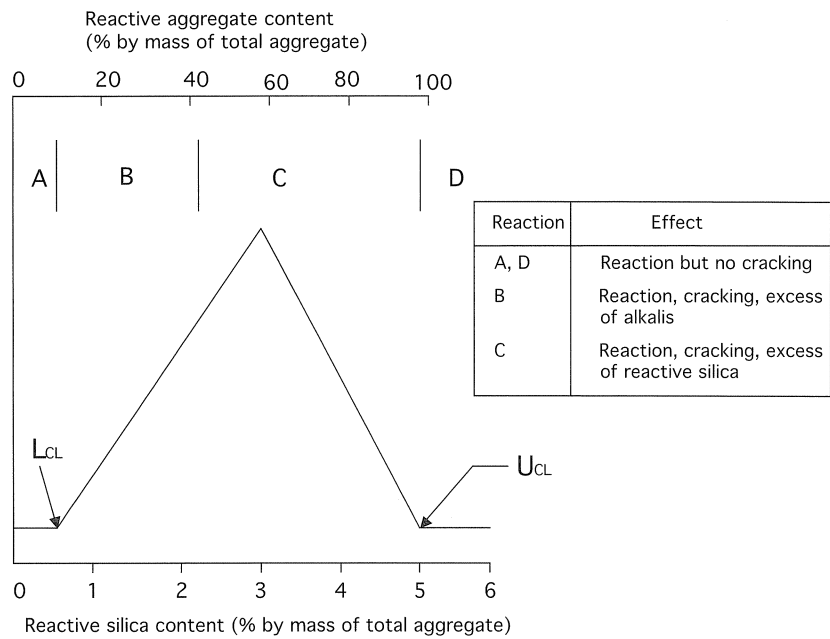 Reactive aggregate content
(% by mass of total aggregate)
0 20 40 60 80 100
A B C D
Reaction Effect
A, D Reaction but no cracking
B Reaction, cracking, excess
of alkalis
C Reaction, cracking, excess
of reactive silica
LCL
UCL
0 1 2 3 4 5 6
Reactive silica content (% by mass of total aggregate)